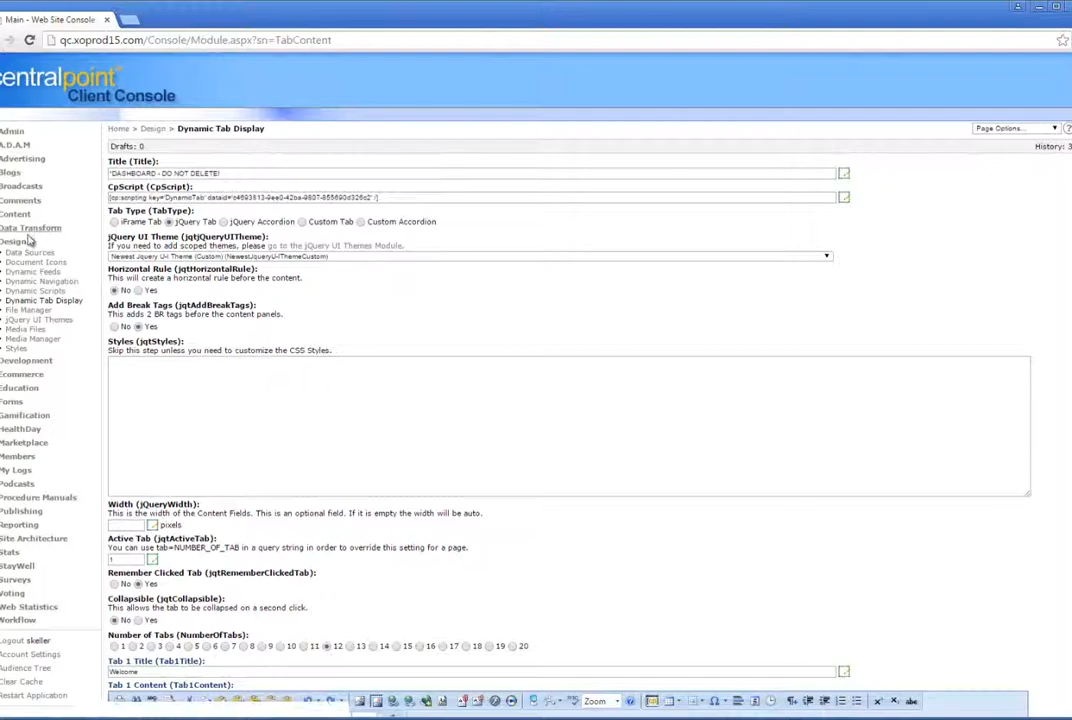 Main - Web Site Console
qc.xoprod15.com/Console/Module.aspx?sn=TabContent
centralpoint
Client Console
Admin
A.D.A.M
Advertising
Blogs
Broadcasts
Comments
Content
Data Transform
Design
Data Sources
Document Icons
Dynamic Feeds
Dynamic Navigation
Dynamic Scripts
Dynamic Tab Display
File Manager
jQuery UI Themes
Media Files
Media Manager
Styles
Development
Ecommerce
Education
Forms
Gamification
HealthDay
Marketplace
Members
My Logs
Podcasts
Procedure Manuals
Publishing
Reporting
Site Architecture
Stats
StayWell
Surveys
Voting
Web Statistics
Workflow
Logout skeller
Account Settings
Audience Tree
Clear Cache
Restart Application
Home > Design > Dynamic Tab Display
Page Options...
Drafts: 0
History: 3
Title (Title):
*DASHBOARD - DO NOT DELETE!
CpScript (CpScript):
Tab Type (TabType):
iFrame Tab jQuery Tab jQuery Accordion Custom Tab Custom Accordion
jQuery UI Theme (jqtjQueryUITheme):
If you need to add scoped themes, please go to the jQuery UI Themes Module.
Newest Jquery U-I Theme (Custom) (NewestJqueryU-IThemeCustom)
Horizontal Rule (jqtHorizontalRule):
This will create a horizontal rule before the content.
No Yes
Add Break Tags (jqtAddBreakTags):
This adds 2 BR tags before the content panels.
No Yes
Styles (jqtStyles):
Skip this step unless you need to customize the CSS Styles.
Width (jQueryWidth):
This is the width of the Content Fields. This is an optional field. If it is empty the width will be auto.
pixels
Active Tab (jqtActiveTab):
You can use tab=NUMBER_OF_TAB in a query string in order to override this setting for a page.
1
Remember Clicked Tab (jqtRememberClickedTab):
No Yes
Collapsible (jqtCollapsible):
This allows the tab to be collapsed on a second click.
No Yes
Number of Tabs (NumberOfTabs):
1 2 3 4 5 6 7 8 9 10 11 12 13 14 15 16 17 18 19 20
Tab 1 Title (Tab1Title):
Welcome
Tab 1 Content (Tab1Content):
Zoom